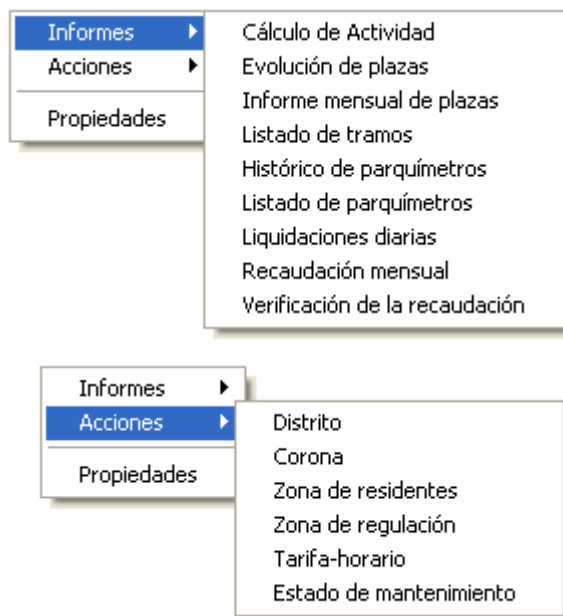 Informes
Acciones
Propiedades
Cálculo de Actividad
Evolución de plazas
Informe mensual de plazas
Listado de tramos
Histórico de parquímetros
Listado de parquímetros
Liquidaciones diarias
Recaudación mensual
Verificación de la recaudación
Informes
Acciones
Propiedades
Distrito
Corona
Zona de residentes
Zona de regulación
Tarifa-horario
Estado de mantenimiento